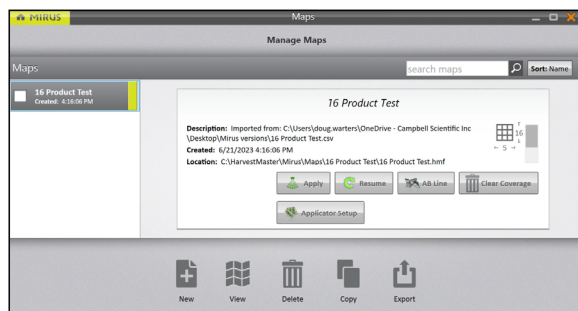 MIRUS
Maps
Manage Maps
Maps
search maps
Sort: Name
16 Product Test
Created: 4:16:06 PM
16 Product Test
Description: Imported from: C:\Users\doug.warters\OneDrive - Campbell Scientific Inc
\Desktop\Mirus versions\16 Product Test.csv
Created: 6/21/2023 4:16:06 PM
Location: C:\HarvestMaster\Mirus\Maps\16 Product Test\16 Product Test.hmf
16
← 5 →
Apply
Resume
AB Line
Clear Coverage
Applicator Setup
New
View
Delete
Copy
Export